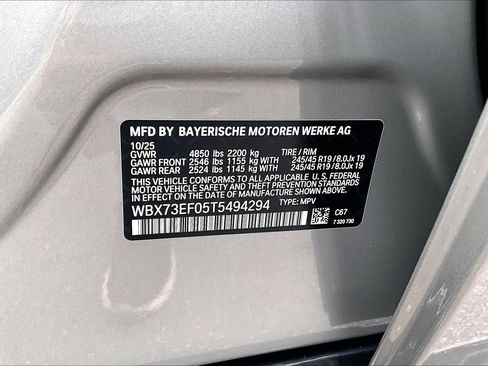 MFD BY BAYERISCHE MOTOREN WERKE AG
10/25
GVWR 4850 lbs 2200 kg TIRE / RIM
GAWR FRONT 2546 lbs 1155 kg WITH 245/45 R19 / 8.0Jx 19
GAWR REAR 2524 lbs 1145 kg WITH 245/45 R19 / 8.0Jx 19
THIS VEHICLE CONFORMS TO ALL APPLICABLE U.S. FEDERAL
MOTOR VEHICLE SAFETY, BUMPER, AND THEFT PREVENTION
STANDARDS IN EFFECT ON THE DATE OF MANUFACTURE SHOWN ABOVE.
WBX73EF05T5494294 TYPE: MPV
C67
7 320 730